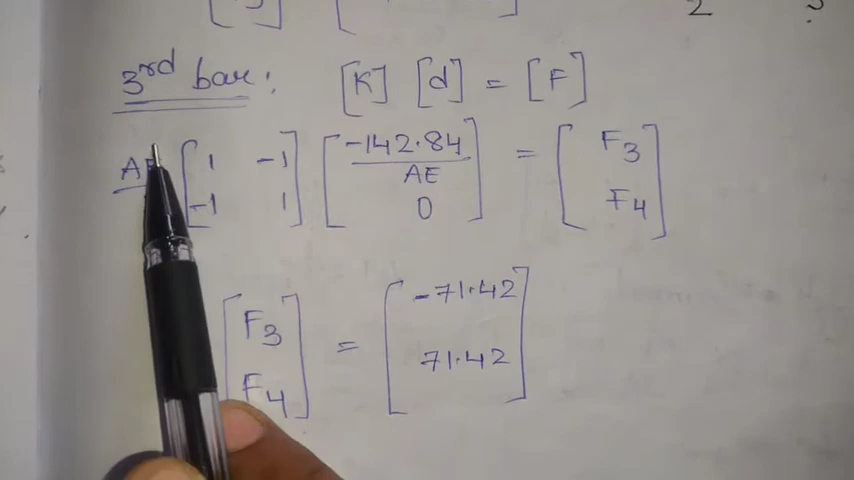 2
3rd bar : [K] [d] = [F]
AE [1 -1 -1 1] [-142.84/AE 0] = [F3 F4]
[F3 F4] = [-71.42 71.42]